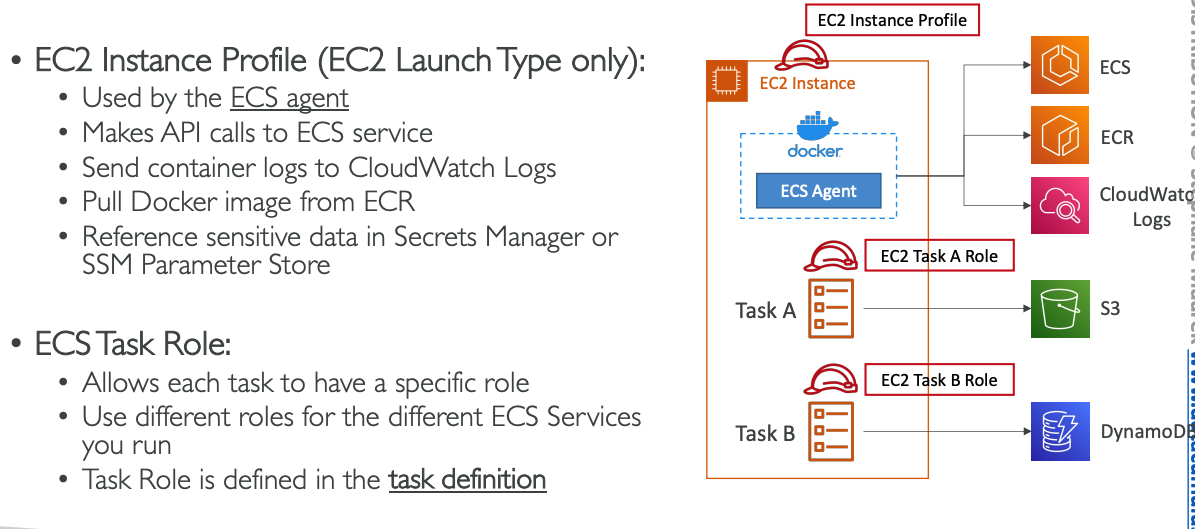 • EC2 Instance Profile (EC2 Launch Type only):
• Used by the ECS agent
• Makes API calls to ECS service
• Send container logs to CloudWatch Logs
• Pull Docker image from ECR
• Reference sensitive data in Secrets Manager or
SSM Parameter Store
• ECS Task Role:
• Allows each task to have a specific role
• Use different roles for the different ECS Services
you run
• Task Role is defined in the task definition
EC2 Instance Profile
EC2 Instance
docker
ECS Agent
ECS
ECR
CloudWatc
Logs
EC2 Task A Role
Task A
S3
EC2 Task B Role
Task B
DynamoDB